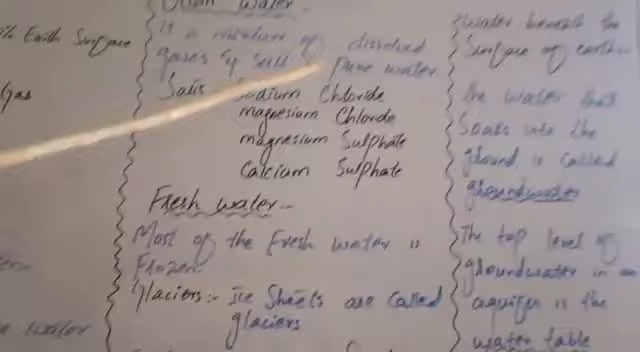 % Earth Surface
Gas
water
Ocean water
is a mixture of dissolved
gases salt pure water
Salts Sodium Chloride
magnesium Chloride
magnesium Sulphate
Calcium Sulphate
Fresh water -
Most of the Fresh water is
Frozen.
Glaciers :- ice Sheets are called
glaciers
water beneath the
Surface of earth
the water that
Soaks into the
ground is called
groundwater
The top level of
groundwater in an
aquifer is the
water table